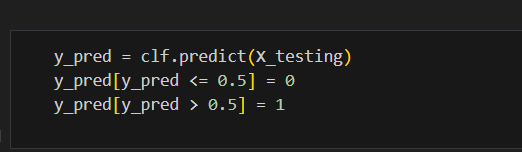 y_pred = clf.predict(X_testing)
y_pred[y_pred <= 0.5] = 0
y_pred[y_pred > 0.5] = 1